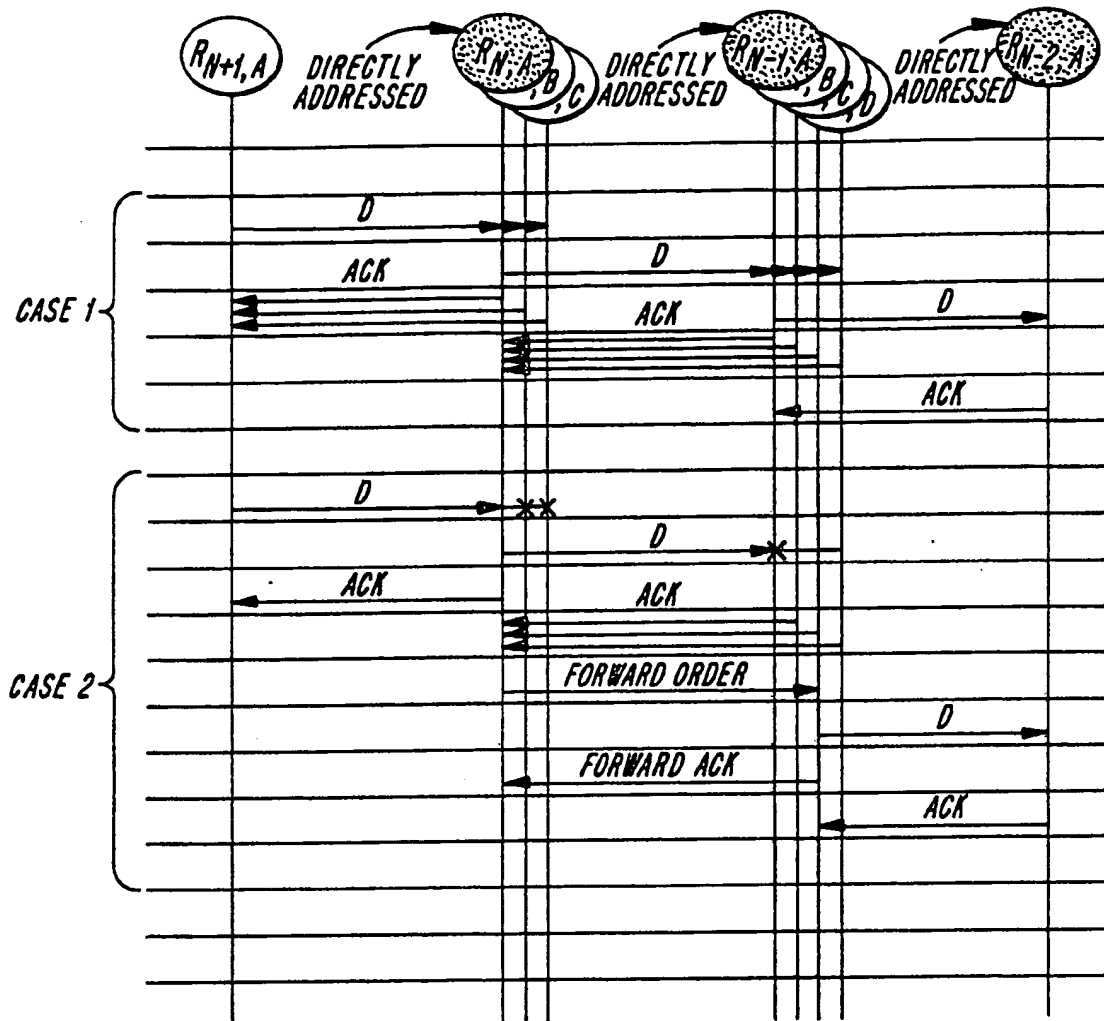 R N+1, A
DIRECTLY
ADDRESSED
R N, A
, B
, C
DIRECTLY
ADDRESSED
R N-1, A
, B
, C
, D
DIRECTLY
ADDRESSED
R N-2, A
CASE 1
D
D
ACK
ACK
D
ACK
CASE 2
D
D
ACK
ACK
FORWARD ORDER
D
FORWARD ACK
ACK